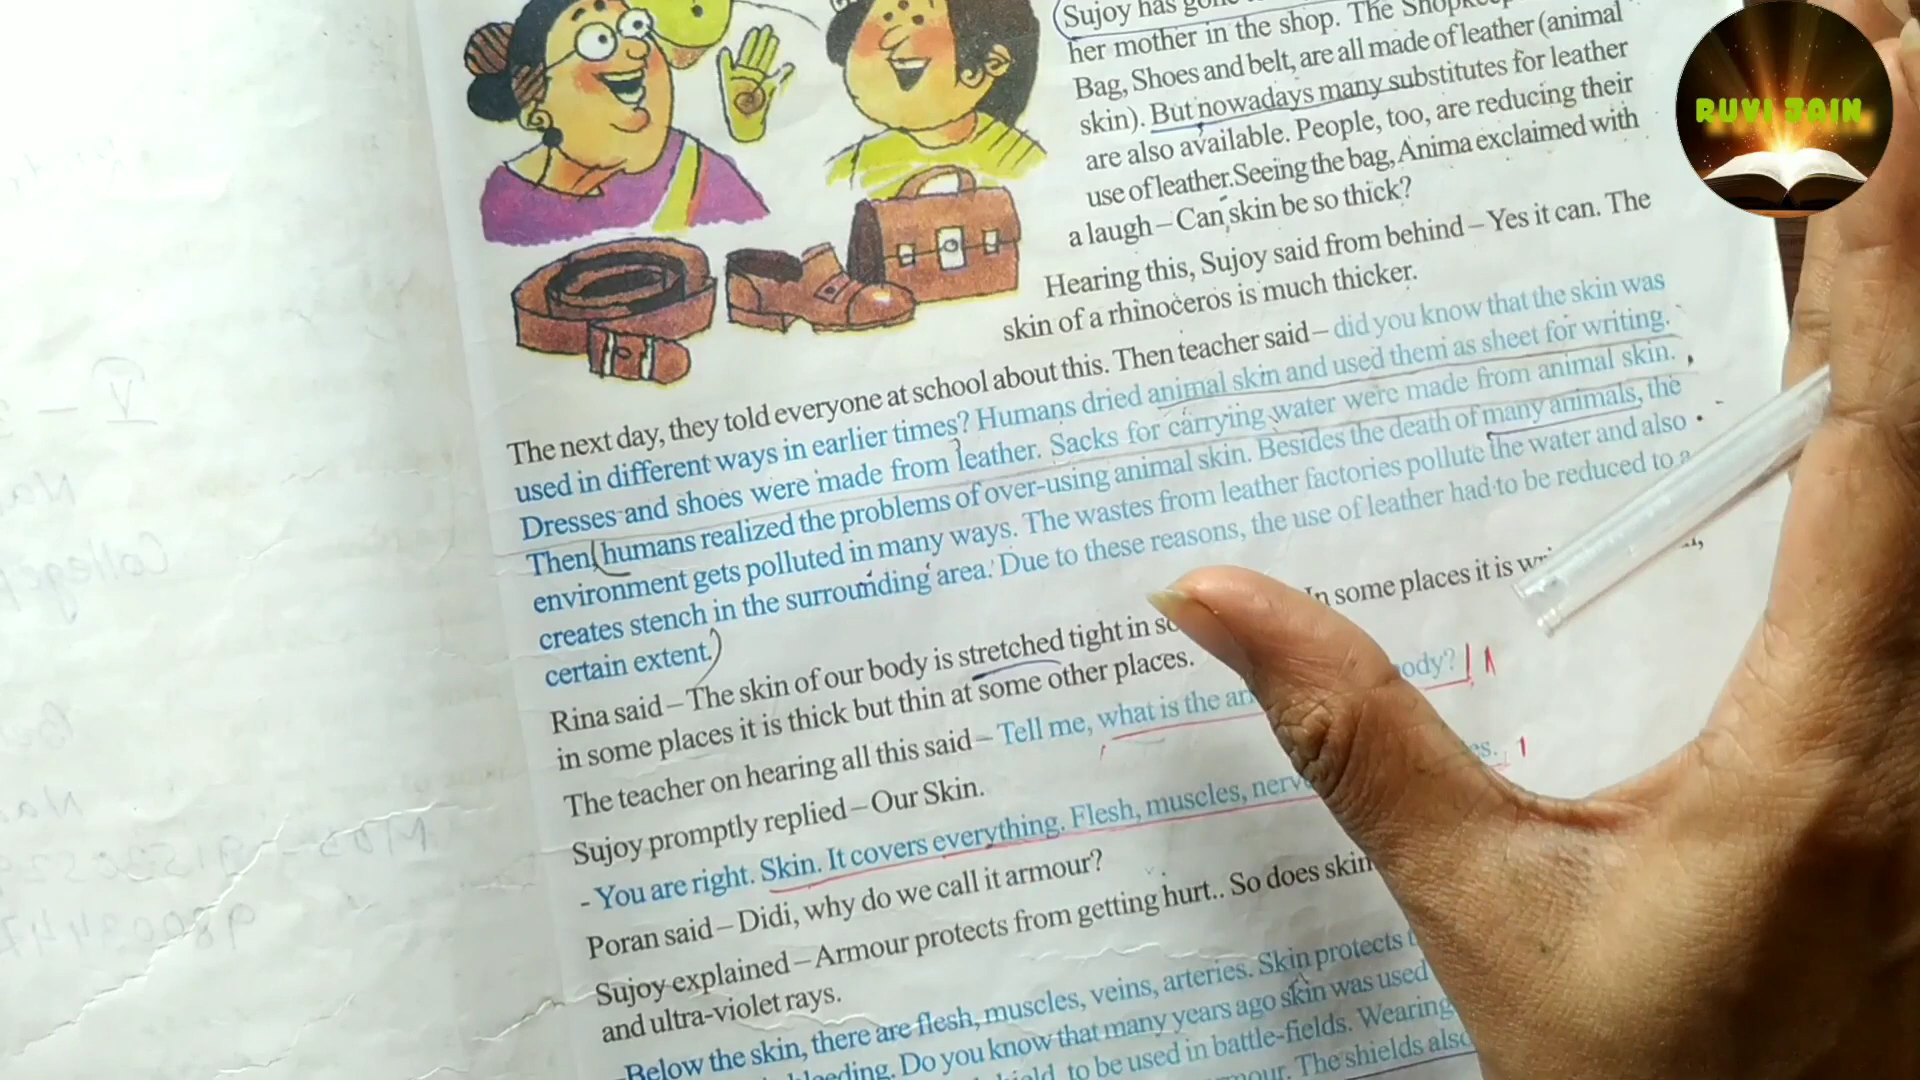 Sujoy has
her mother in the shop. The
Bag, Shoes and belt, are all made of leather (animal
skin). But nowadays many substitutes for leather
are also available. People, too, are reducing their
use of leather.Seeing the bag, Anima exclaimed with
a laugh – Can skin be so thick?
Hearing this, Sujoy said from behind – Yes it can. The
skin of a rhinoceros is much thicker.
The next day, they told everyone at school about this. Then teacher said – did you know that the skin was
used in different ways in earlier times? Humans dried animal skin and used them as sheet for writing.
Dresses and shoes were made from leather. Sacks for carrying water were made from animal skin.
Then, humans realized the problems of over-using animal skin. Besides the death of many animals, the
environment gets polluted in many ways. The wastes from leather factories pollute the water and also
creates stench in the surrounding area. Due to these reasons, the use of leather had to be reduced to a
certain extent.
Rina said – The skin of our body is stretched tight in In some places it is
in some places it is thick but thin at some other places.
The teacher on hearing all this said – Tell me, what is the
Sujoy promptly replied – Our Skin.
- You are right. Skin. It covers everything. Flesh, muscles,
Poran said – Didi, why do we call it armour?
Sujoy explained – Armour protects from getting hurt.. So does skin
and ultra-violet rays.
Below the skin, there are flesh, muscles, veins, arteries. Skin protects
Do you know that many years ago skin was used
to be used in battle-fields. Wearing
The shields also
RUVI JAIN